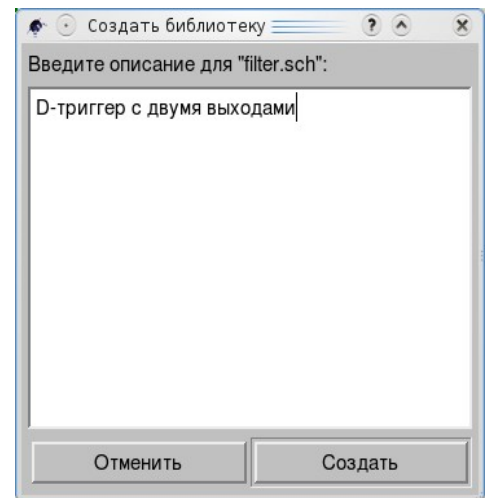 Создать библиотеку
Введите описание для "filter.sch":
D-триггер с двумя выходами
Отменить
Создать